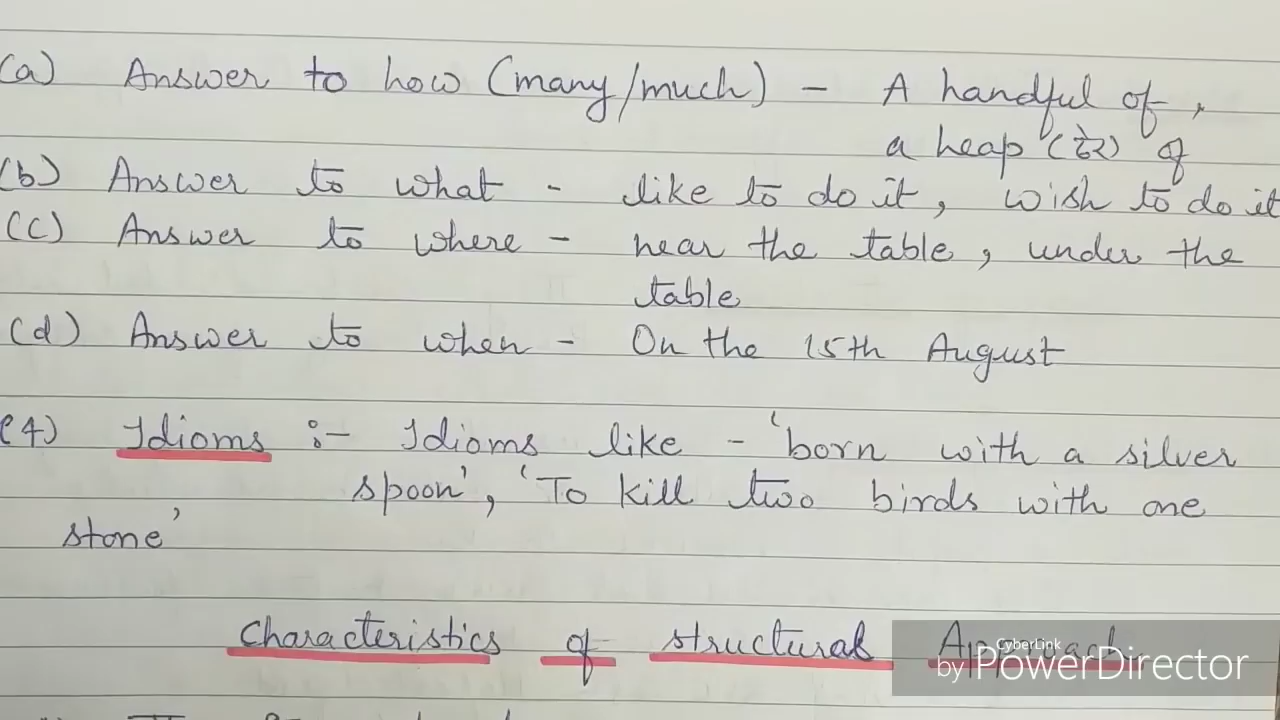 (a) Answer to how (many/much) - A handful of,
a heap (ढेर) of
(b) Answer to what - like to do it, wish to do it
(c) Answer to where - near the table, under the
table
(d) Answer to when - On the 15th August
(4) Idioms :- Idioms like - 'born with a silver
spoon', 'To kill two birds with one
stone'
Characteristics of structural Approach
CyberLink
by PowerDirector